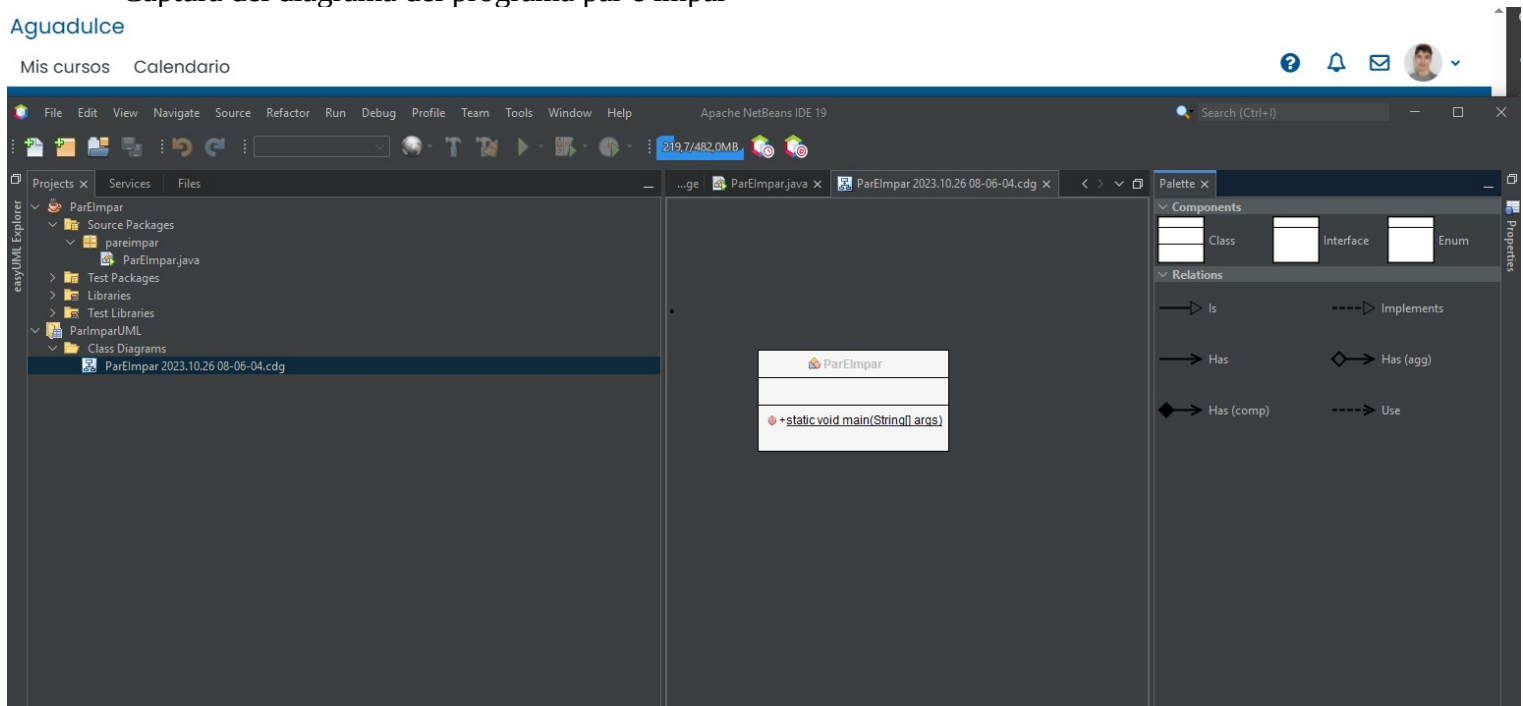 Captura del diagrama del programa par o impar
Aguadulce
Mis cursos Calendario
File Edit View Navigate Source Refactor Run Debug Profile Team Tools Window Help Apache NetBeans IDE 19 Search (Ctrl+I)
219,7/482,0MB
Projects Services Files
...ge ParEImpar.java ParEImpar 2023.10.26 08-06-04.cdg
Palette
easyUML Explorer
ParEImpar
Source Packages
pareimpar
ParEImpar.java
Test Packages
Libraries
Test Libraries
ParImparUML
Class Diagrams
ParEImpar 2023.10.26 08-06-04.cdg
ParEImpar
+static void main(String[] args)
Components
Class Interface Enum
Relations
Is Implements
Has Has (agg)
Has (comp) Use
Properties